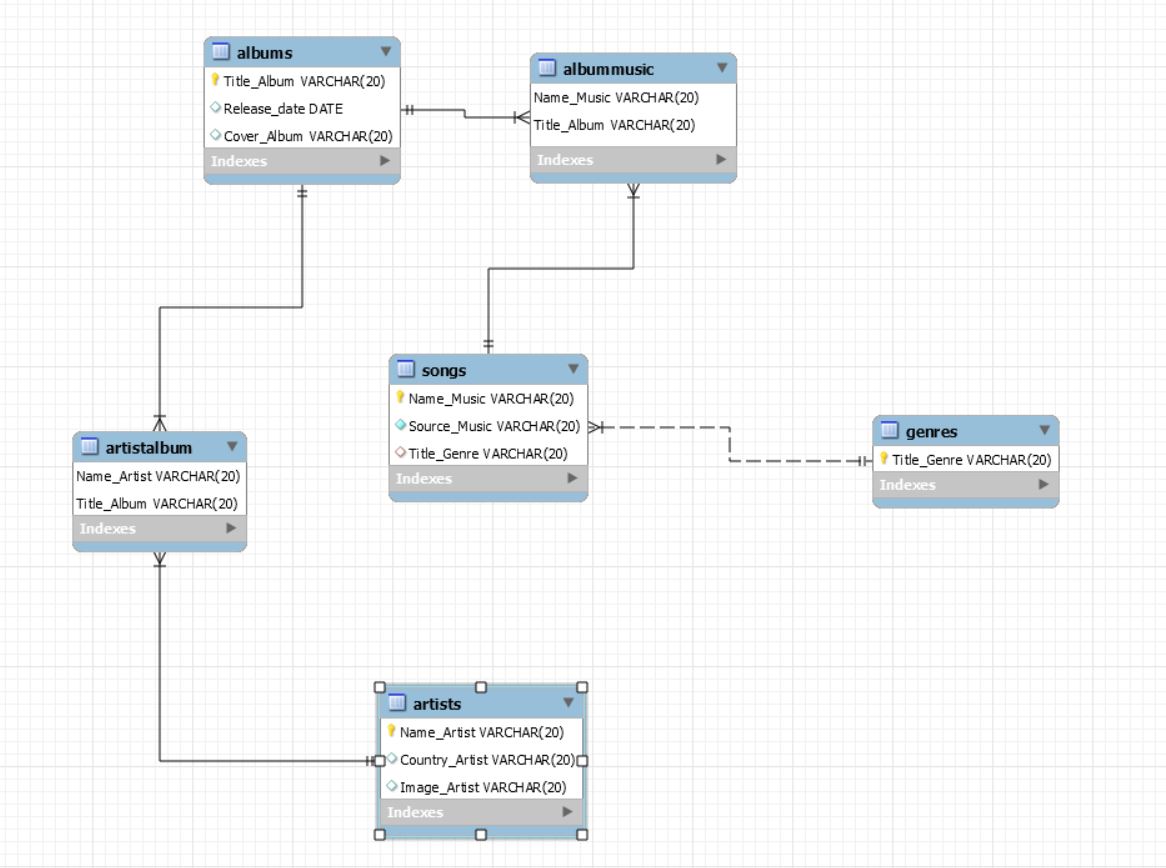 albums
Title_Album VARCHAR(20)
Release_date DATE
Cover_Album VARCHAR(20)
Indexes
albummusic
Name_Music VARCHAR(20)
Title_Album VARCHAR(20)
Indexes
songs
Name_Music VARCHAR(20)
Source_Music VARCHAR(20)
Title_Genre VARCHAR(20)
Indexes
genres
Title_Genre VARCHAR(20)
Indexes
artistalbum
Name_Artist VARCHAR(20)
Title_Album VARCHAR(20)
Indexes
artists
Name_Artist VARCHAR(20)
Country_Artist VARCHAR(20)
Image_Artist VARCHAR(20)
Indexes